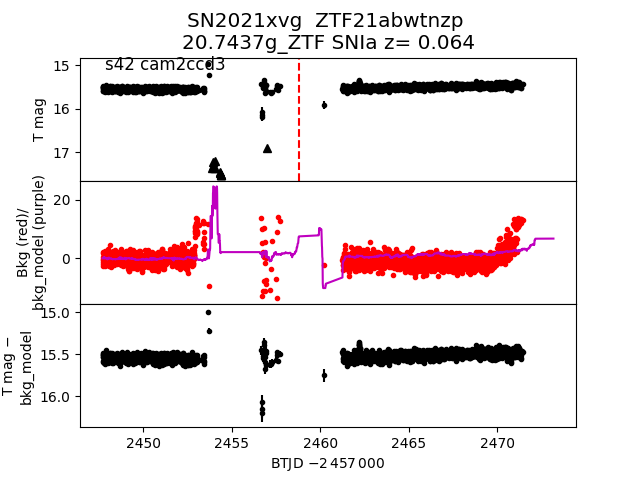 SN2021xvg  ZTF21abwtnzp
20.7437g_ZTF SNIa z= 0.064
s42 cam2ccd3
15
16
17
T mag
20
0
Bkg (red)/
bkg_model (purple)
15.0
15.5
16.0
T mag −
bkg_model
2450 2455 2460 2465 2470
BTJD −2 457 000